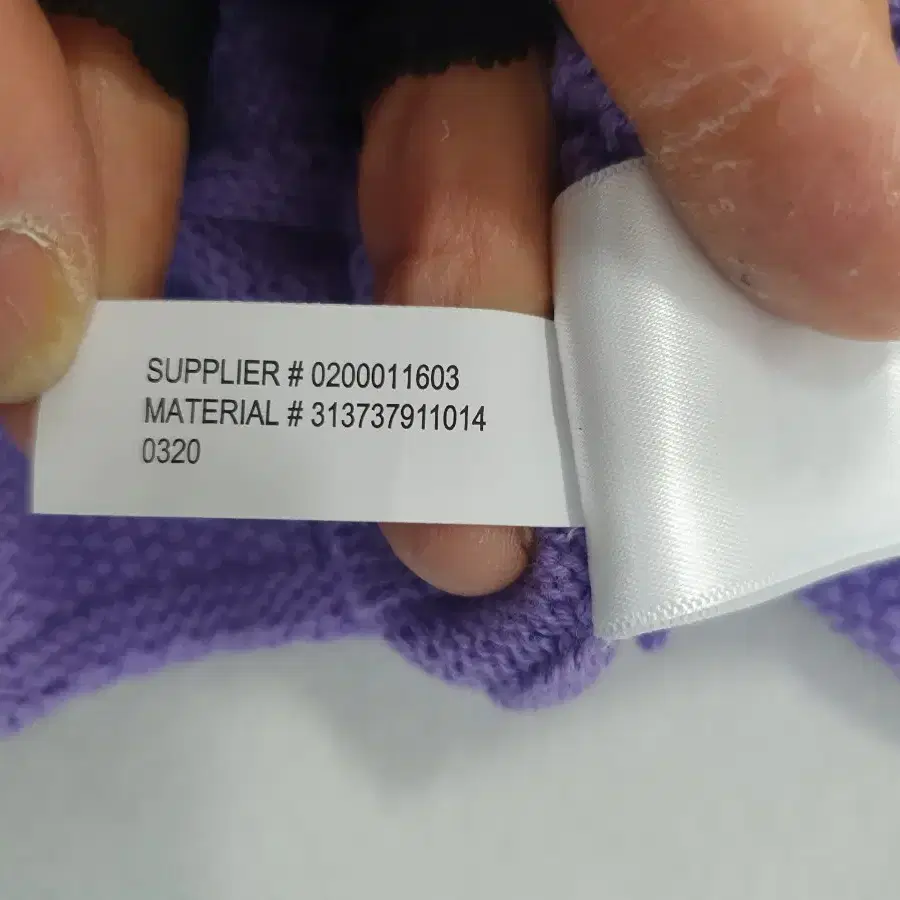 SUPPLIER # 0200011603
MATERIAL # 313737911014
0320